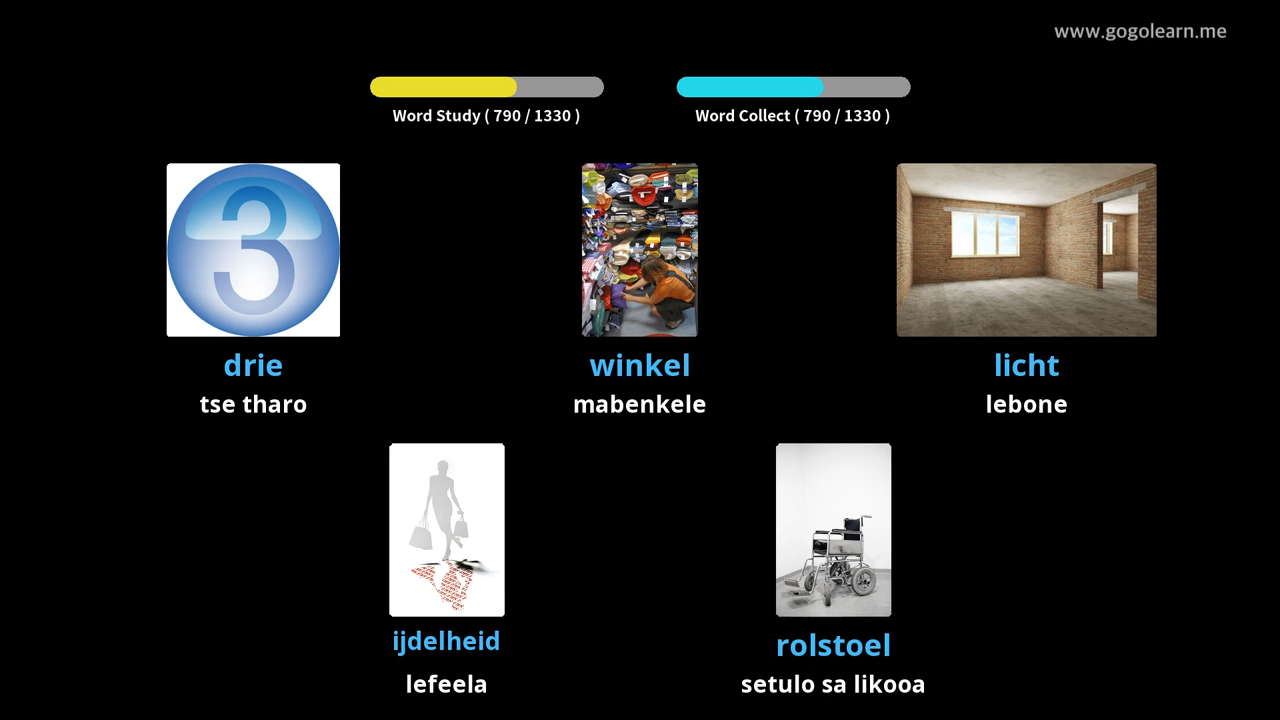 www.gogolearn.me
Word Study ( 790 / 1330 )
Word Collect ( 790 / 1330 )
3
drie
winkel
licht
tse tharo
mabenkele
lebone
ijdelheid
rolstoel
lefeela
setulo sa likooa